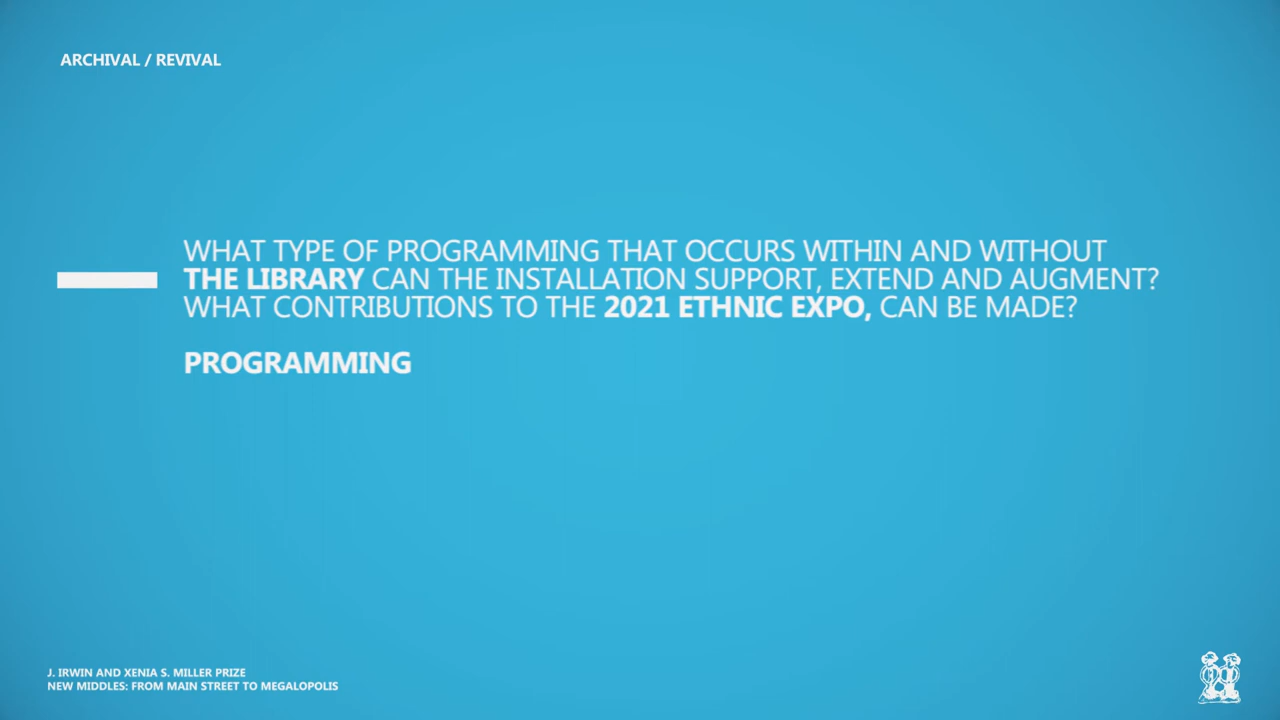 ARCHIVAL / REVIVAL
WHAT TYPE OF PROGRAMMING THAT OCCURS WITHIN AND WITHOUT
THE LIBRARY CAN THE INSTALLATION SUPPORT, EXTEND AND AUGMENT?
WHAT CONTRIBUTIONS TO THE 2021 ETHNIC EXPO, CAN BE MADE?
PROGRAMMING
J. IRWIN AND XENIA S. MILLER PRIZE
NEW MIDDLES: FROM MAIN STREET TO MEGALOPOLIS